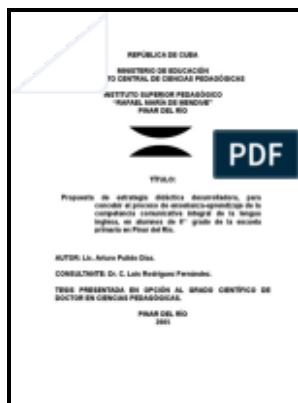 REPÚBLICA DE CUBA
MINISTERIO DE EDUCACIÓN
TO CENTRAL DE CIENCIAS PEDAGÓGICAS
INSTITUTO SUPERIOR PEDAGÓGICO
"RAFAEL MARÍA DE MENDIVE"
PINAR DEL RÍO
PDF
TÍTULO:
Propuesta de estrategia didáctica desarrolladora, para
concebir el proceso de enseñanza-aprendizaje de la
competencia comunicativa integral de la lengua
inglesa, en alumnos de 6° grado de la escuela
primaria en Pinar del Río.
AUTOR: Lic. Arturo Pulido Díaz.
CONSULTANTE: Dr. C. Luis Rodríguez Fernández.
TESIS PRESENTADA EN OPCIÓN AL GRADO CIENTÍFICO DE
DOCTOR EN CIENCIAS PEDAGÓGICAS.
PINAR DEL RÍO